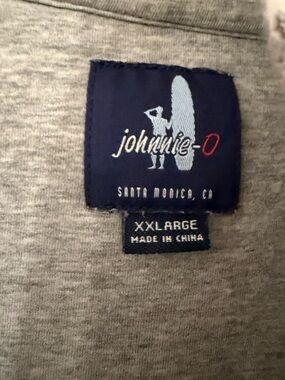 johnnie-O
SANTA MONICA, CA
XXLARGE
MADE IN CHINA